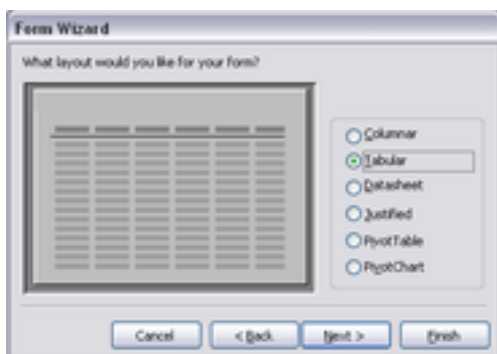 Form Wizard
What layout would you like for your form?
Columnar
Tabular
Datasheet
Justified
PivotTable
PivotChart
Cancel
< Back
Next >
Finish